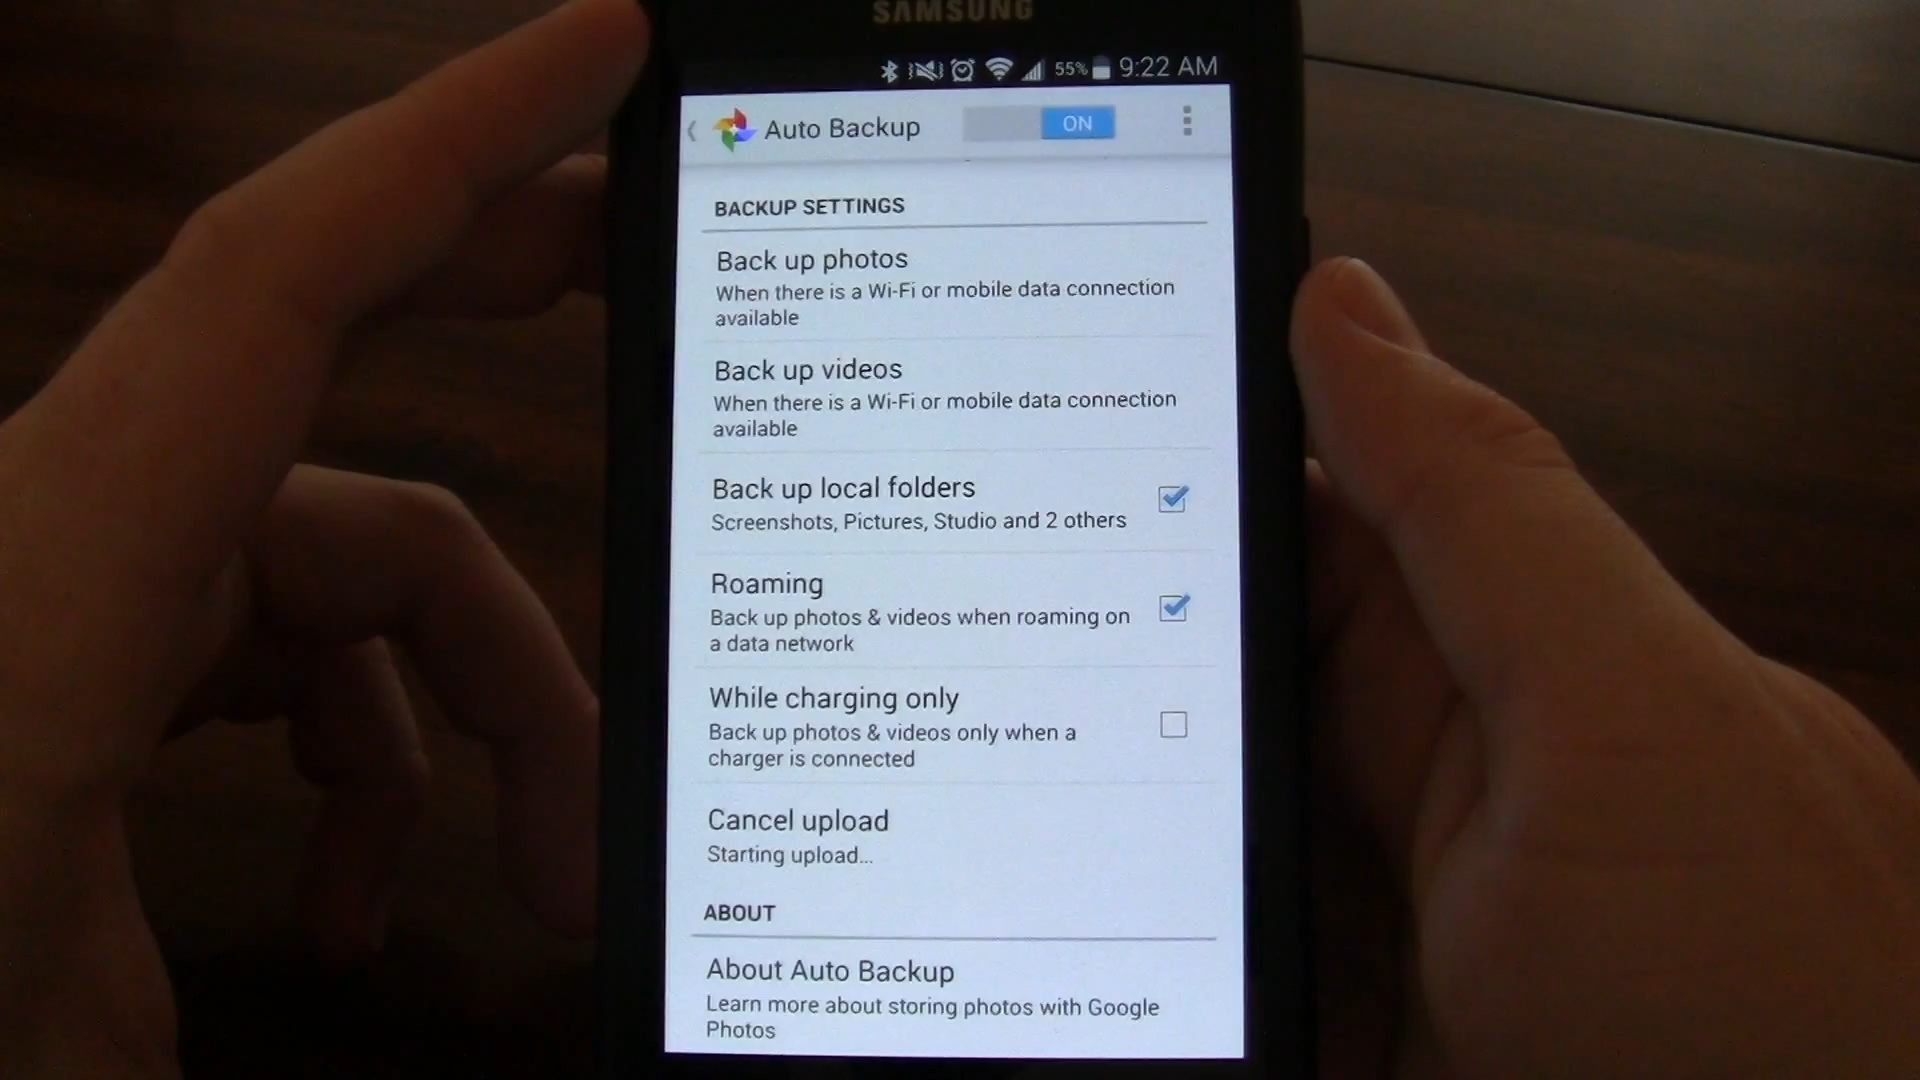 SAMSUNG
55% 9:22 AM
Auto Backup ON
BACKUP SETTINGS
Back up photos
When there is a Wi-Fi or mobile data connection
available
Back up videos
When there is a Wi-Fi or mobile data connection
available
Back up local folders
Screenshots, Pictures, Studio and 2 others
Roaming
Back up photos & videos when roaming on
a data network
While charging only
Back up photos & videos only when a
charger is connected
Cancel upload
Starting upload...
ABOUT
About Auto Backup
Learn more about storing photos with Google
Photos